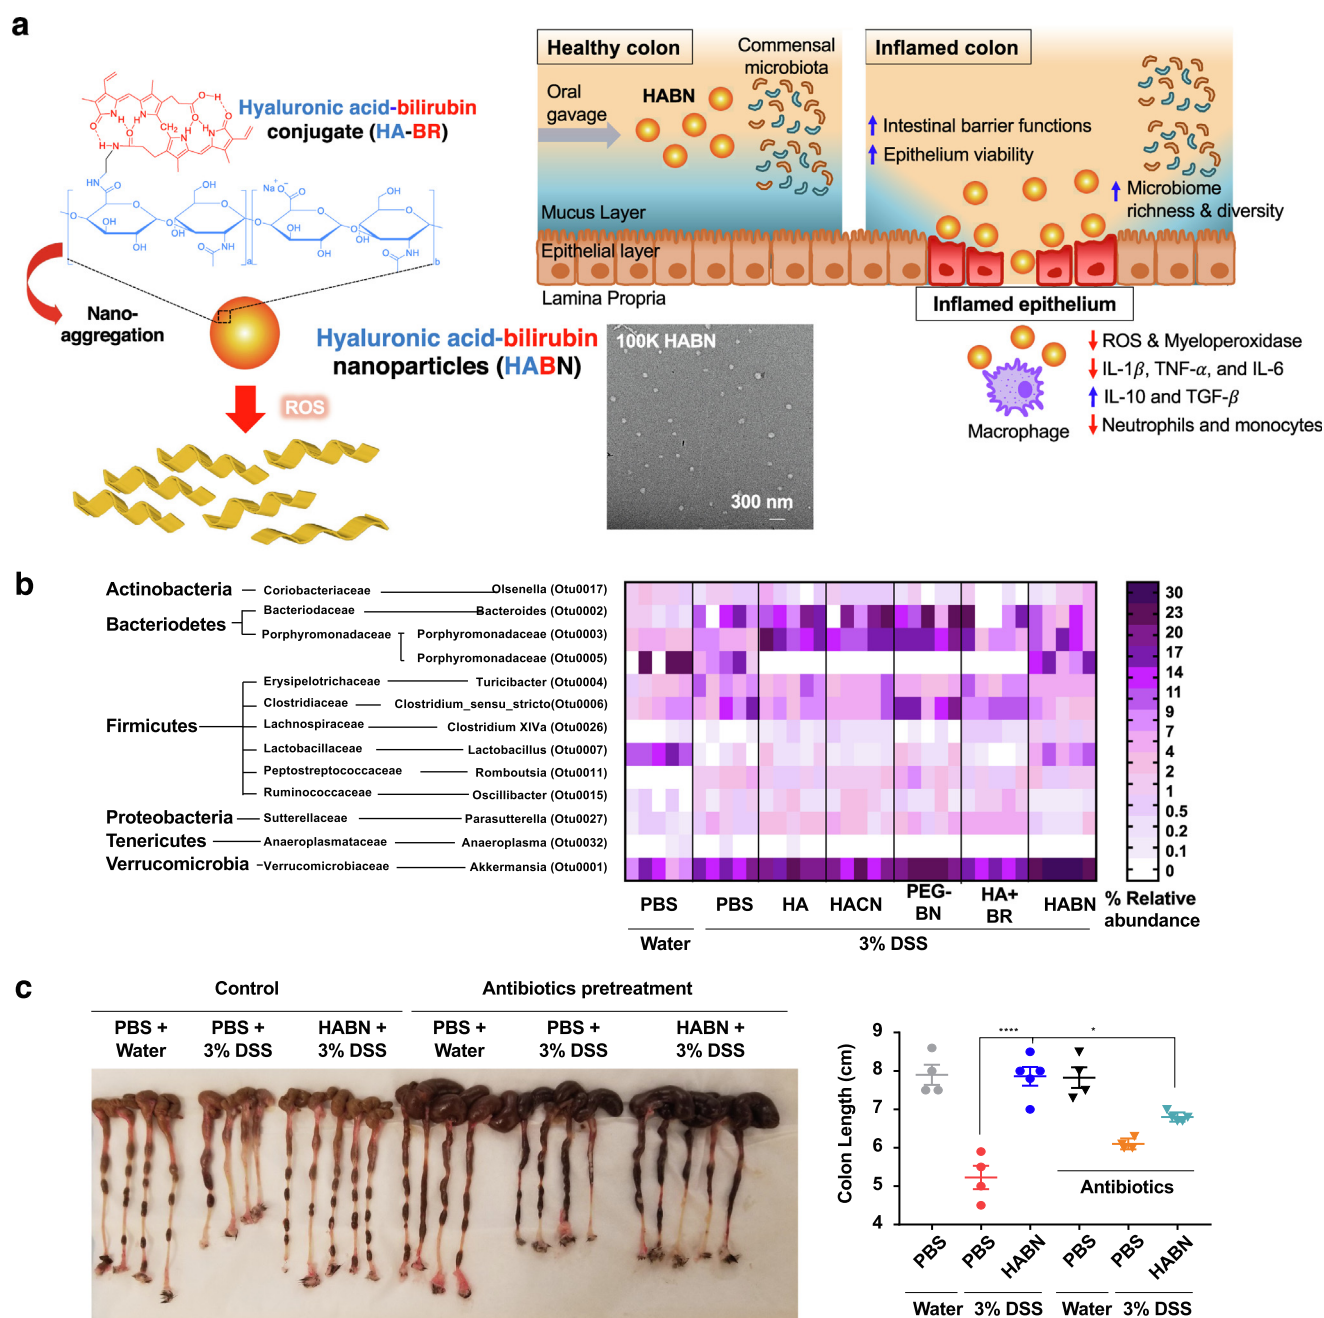 a
Hyaluronic acid-bilirubin
conjugate (HA-BR)
Nano-
aggregation
Hyaluronic acid-bilirubin
nanoparticles (HABN)
ROS
Healthy colon
Commensal
microbiota
Oral
gavage
HABN
Mucus Layer
Epithelial layer
Lamina Propria
Inflamed colon
Intestinal barrier functions
Epithelium viability
Microbiome
richness & diversity
Inflamed epithelium
Macrophage
ROS & Myeloperoxidase
IL-1β, TNF-α, and IL-6
IL-10 and TGF-β
Neutrophils and monocytes
100K HABN
300 nm
b
Actinobacteria Coriobacteriaceae Olsenella (Otu0017)
Bacteriodetes Bacteriodaceae Bacteroides (Otu0002)
Porphyromonadaceae Porphyromonadaceae (Otu0003)
Porphyromonadaceae (Otu0005)
Erysipelotrichaceae Turicibacter (Otu0004)
Clostridiaceae Clostridium_sensu_stricto(Otu0006)
Firmicutes Lachnospiraceae Clostridium XIVa (Otu0026)
Lactobacillaceae Lactobacillus (Otu0007)
Peptostreptococcaceae Romboutsia (Otu0011)
Ruminococcaceae Oscillibacter (Otu0015)
Proteobacteria Sutterellaceae Parasutterella (Otu0027)
Tenericutes Anaeroplasmataceae Anaeroplasma (Otu0032)
Verrucomicrobia Verrucomicrobiaceae Akkermansia (Otu0001)
PBS PBS HA HACN PEG-BN HA+BR HABN
Water 3% DSS
30
23
20
17
14
11
9
7
4
2
1
0.5
0.2
0.1
0
% Relative
abundance
c
Control Antibiotics pretreatment
PBS + PBS + HABN + PBS + PBS + HABN +
Water 3% DSS 3% DSS Water 3% DSS 3% DSS
Colon Length (cm)
9
8
7
6
5
4
**** *
Antibiotics
PBS PBS HABN PBS PBS HABN
Water 3% DSS Water 3% DSS